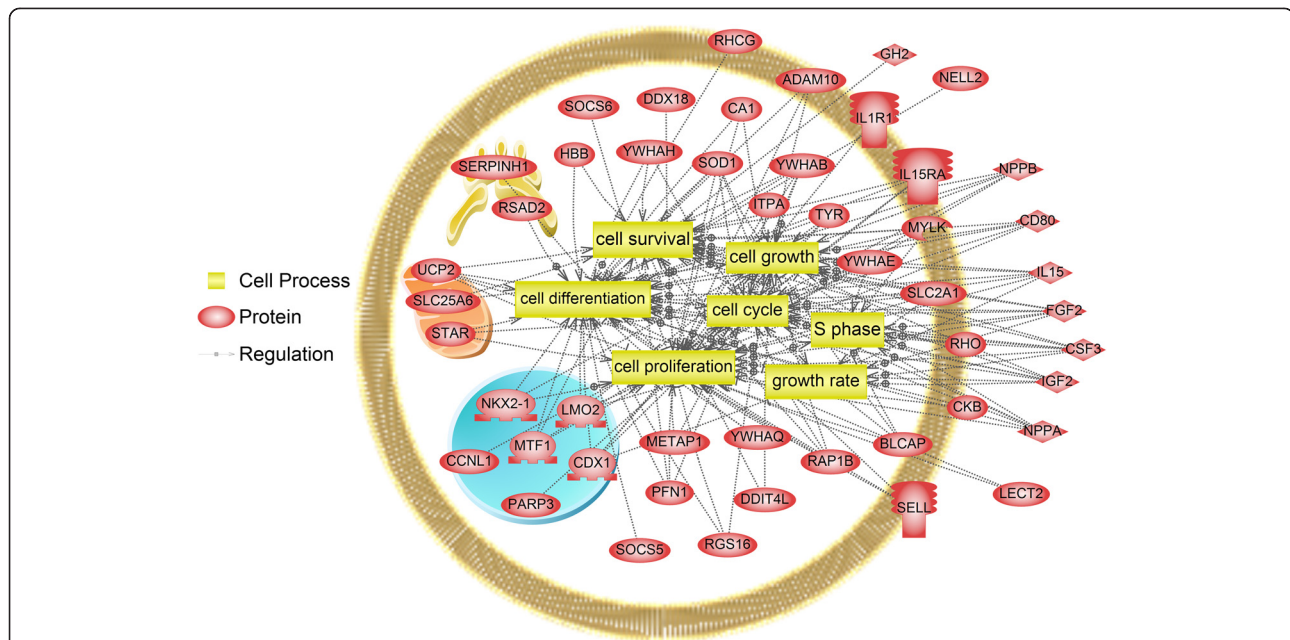 RHCG
GH2
ADAM10
NELL2
SOCS6
DDX18
CA1
IL1R1
SERPINH1
HBB
YWHAH
SOD1
YWHAB
IL15RA
NPPB
RSAD2
ITPA
TYR
MYLK
CD80
cell survival
cell growth
YWHAE
UCP2
IL15
Cell Process
SLC25A6
cell differentiation
cell cycle
SLC2A1
FGF2
Protein
STAR
S phase
RHO
CSF3
Regulation
cell proliferation
growth rate
IGF2
NKX2-1
LMO2
CKB
NPPA
MTF1
METAP1
YWHAQ
BLCAP
CCNL1
CDX1
RAP1B
PARP3
PFN1
DDIT4L
SELL
LECT2
SOCS5
RGS16